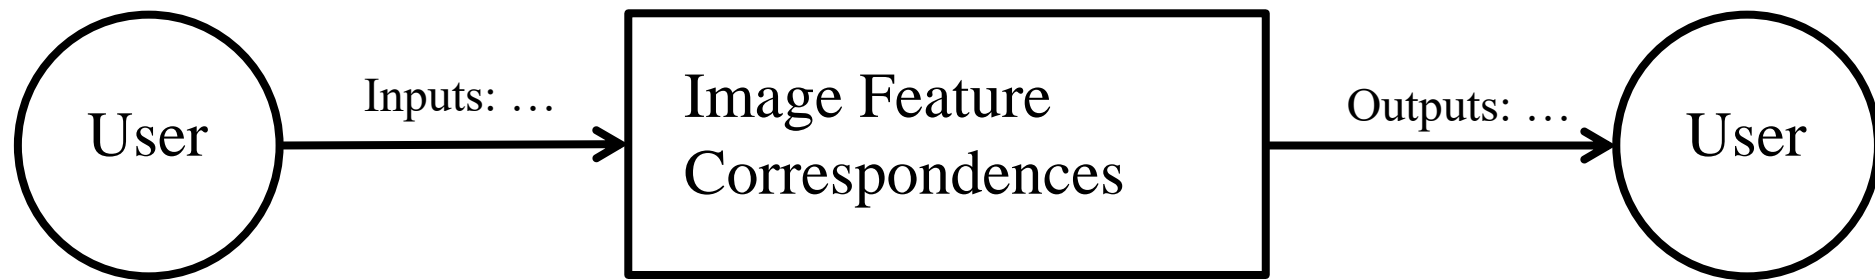 User
Inputs: …
Image Feature
Correspondences
Outputs: …
User